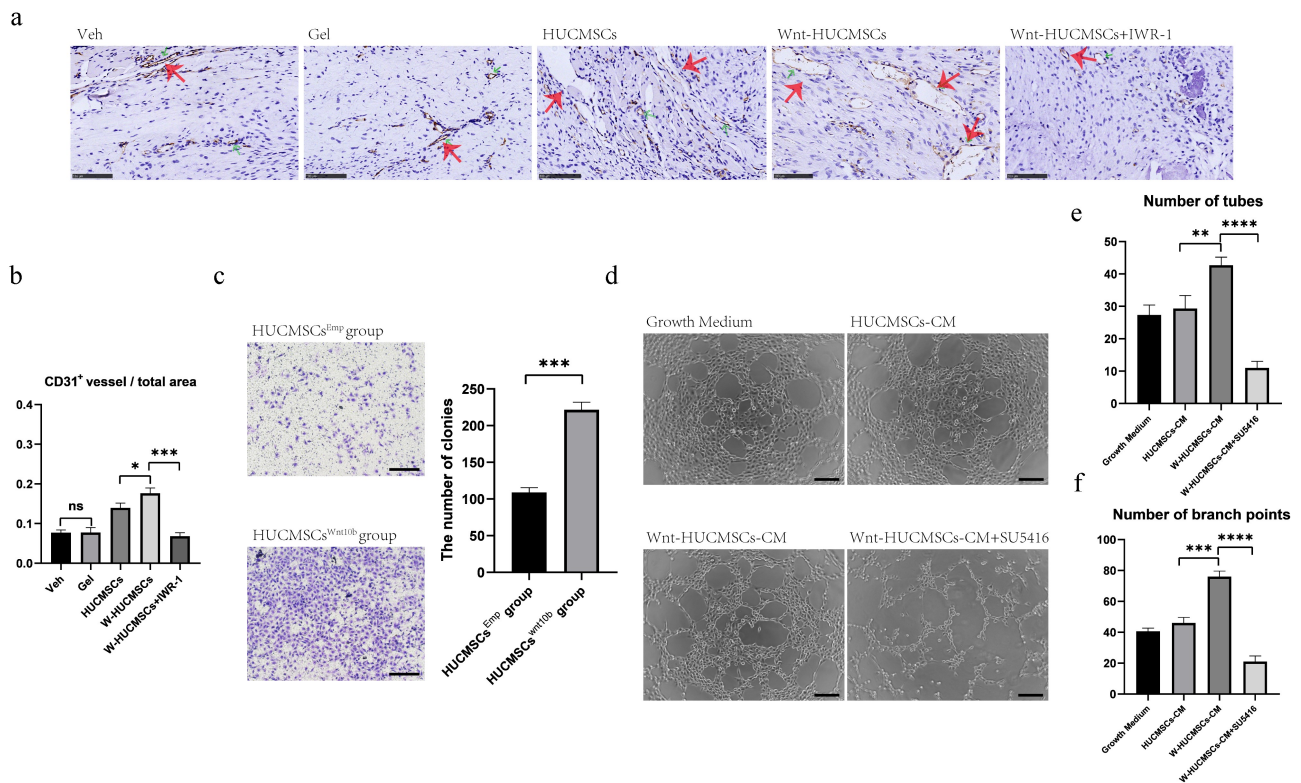 a
Veh
Gel
HUCMSCs
Wnt-HUCMSCs
Wnt-HUCMSCs+IWR-1
b
CD31+ vessel / total area
0.4
0.3
0.2
0.1
0.0
ns
*
***
Veh
Gel
HUCMSCs
W-HUCMSCs
W-HUCMSCs+IWR-1
c
HUCMSCsEmp group
HUCMSCsWnt10b group
The number of clonies
250
200
150
100
50
0
***
HUCMSCsEmp group
HUCMSCswnt10b group
d
Growth Medium
HUCMSCs-CM
Wnt-HUCMSCs-CM
Wnt-HUCMSCs-CM+SU5416
e
Number of tubes
50
40
30
20
10
0
**
****
Growth Medium
HUCMSCs-CM
W-HUCMSCs-CM
W-HUCMSCs-CM+SU5416
f
Number of branch points
100
80
60
40
20
0
***
****
Growth Medium
HUCMSCs-CM
W-HUCMSCs-CM
W-HUCMSCs-CM+SU5416